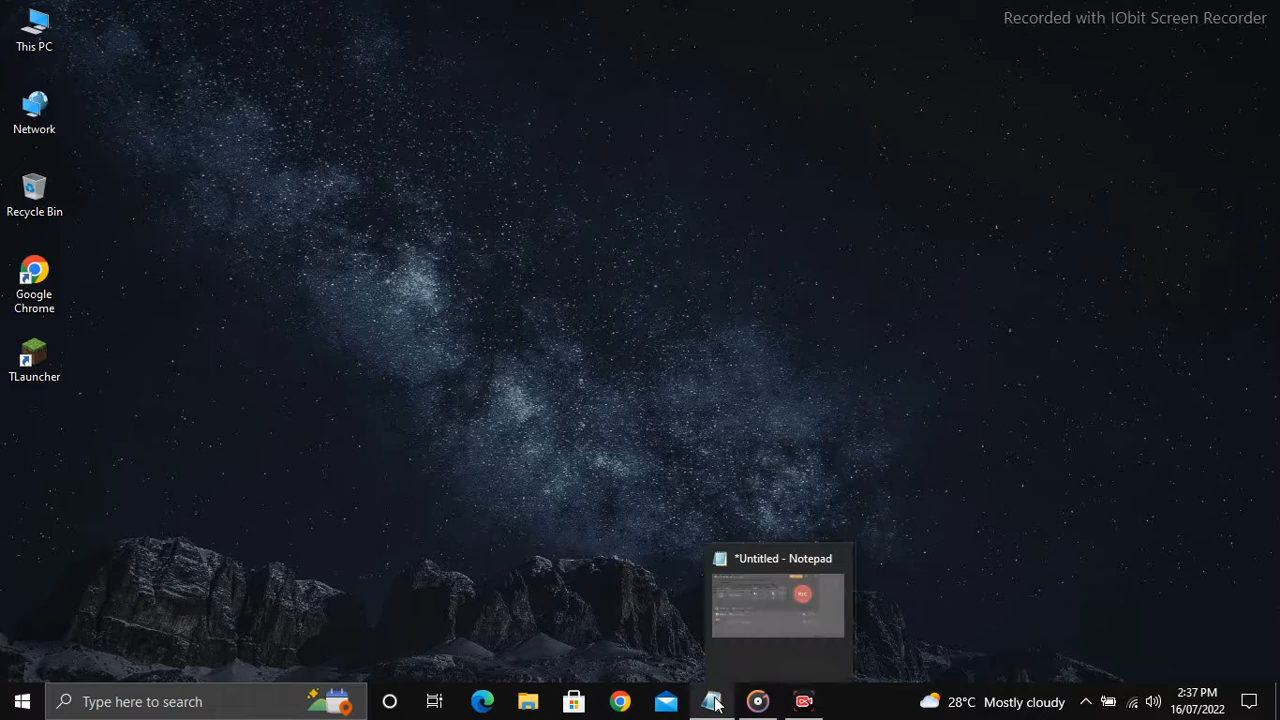 Recorded with IObit Screen Recorder
This PC
Network
Recycle Bin
Google
Chrome
TLauncher
*Untitled - Notepad
REC
Type here to search
28°C Mostly cloudy
2:37 PM
16/07/2022